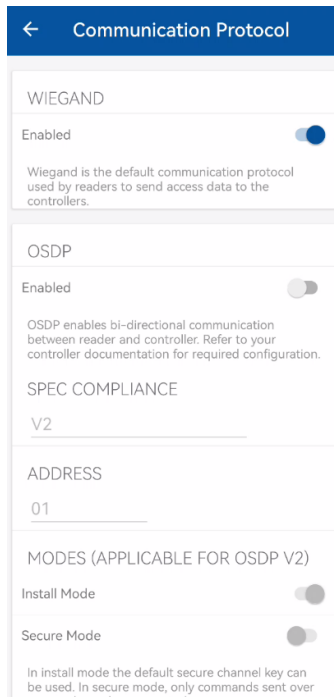 Communication Protocol
WIEGAND
Enabled
Wiegand is the default communication protocol
used by readers to send access data to the
controllers.
OSDP
Enabled
OSDP enables bi-directional communication
between reader and controller. Refer to your
controller documentation for required configuration.
SPEC COMPLIANCE
V2
ADDRESS
01
MODES (APPLICABLE FOR OSDP V2)
Install Mode
Secure Mode
In install mode the default secure channel key can
be used. In secure mode, only commands sent over